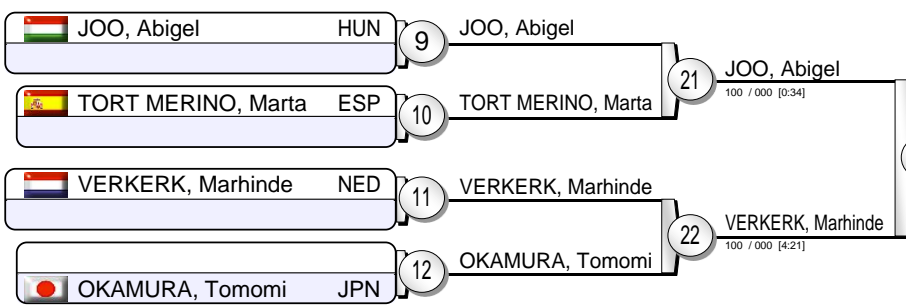 JOO, Abigel HUN
9
JOO, Abigel
TORT MERINO, Marta ESP
10
TORT MERINO, Marta
21
JOO, Abigel
100 / 000 [0:34]
VERKERK, Marhinde NED
11
VERKERK, Marhinde
OKAMURA, Tomomi JPN
12
OKAMURA, Tomomi
22
VERKERK, Marhinde
100 / 000 [4:21]